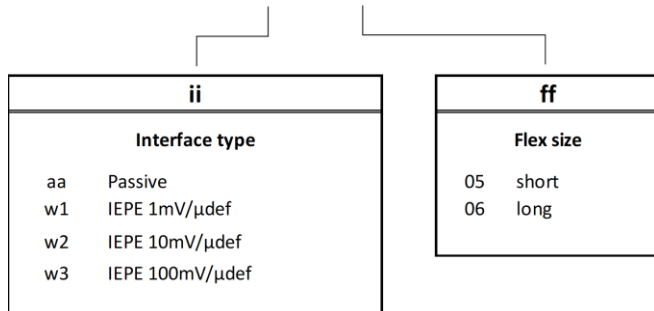 ii
Interface type
aa Passive
w1 IEPE 1mV/µdef
w2 IEPE 10mV/µdef
w3 IEPE 100mV/µdef
ff
Flex size
05 short
06 long